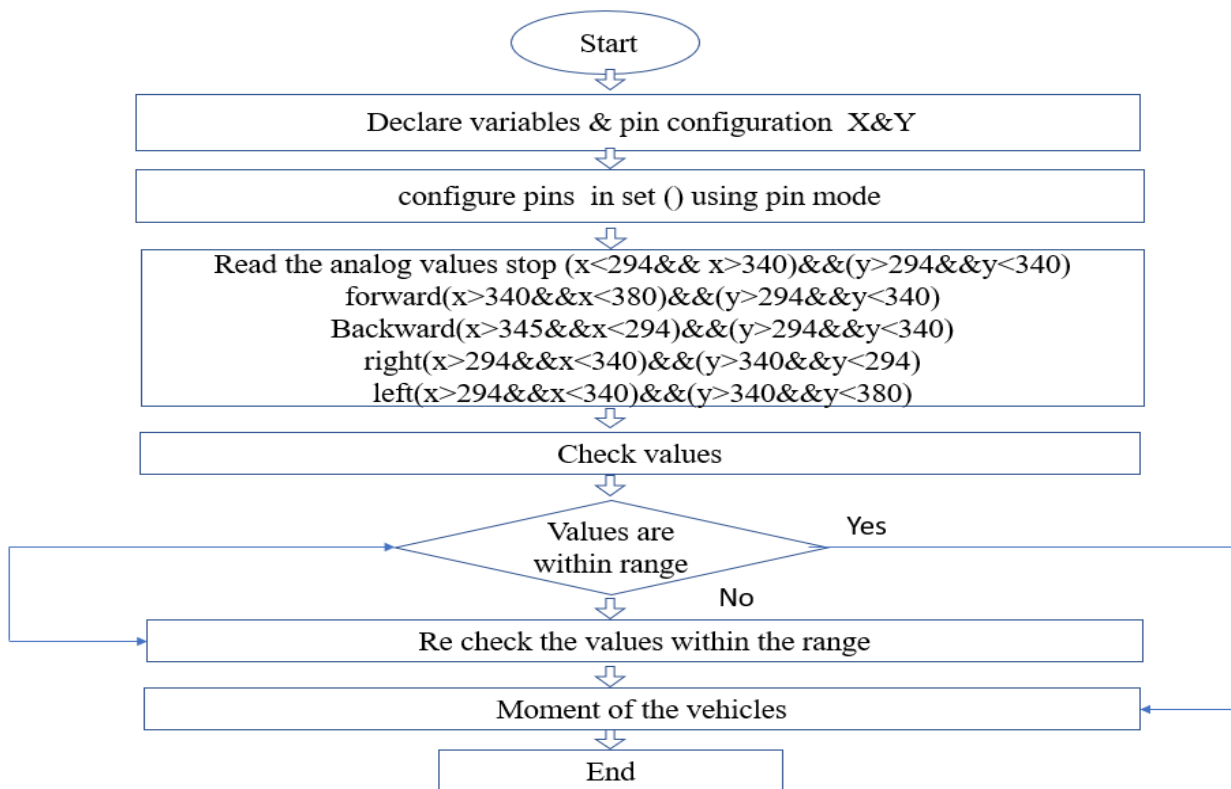 Start
Declare variables & pin configuration X&Y
configure pins in set () using pin mode
Read the analog values stop (x<294&& x>340)&&(y>294&&y<340)
forward(x>340&&x<380)&&(y>294&&y<340)
Backward(x>345&&x<294)&&(y>294&&y<340)
right(x>294&&x<340)&&(y>340&&y<294)
left(x>294&&x<340)&&(y>340&&y<380)
Check values
Values are
within range
Yes
No
Re check the values within the range
Moment of the vehicles
End